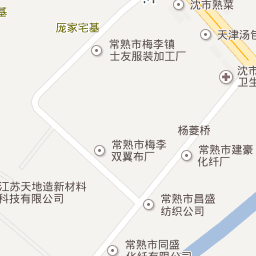 沈市熟菜
基
庞家宅基
天津汤包
常熟市梅李镇
士友服装加工厂
沈市
卫生
杨菱桥
常熟市梅李
双翼布厂
常熟市建豪
化纤厂
江苏天地造新材料
科技有限公司
常熟市昌盛
纺织公司
常熟市同盛
化纤有限公司